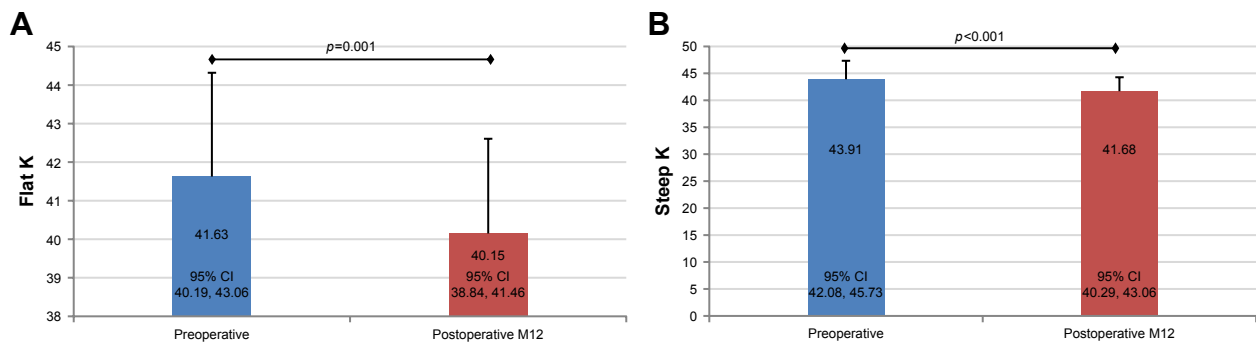 A
p=0.001
Flat K
45
44
43
42
41
40
39
38
41.63
95% CI
40.19, 43.06
40.15
95% CI
38.84, 41.46
Preoperative
Postoperative M12
B
p<0.001
Steep K
50
45
40
35
30
25
20
15
10
5
0
43.91
95% CI
42.08, 45.73
41.68
95% CI
40.29, 43.06
Preoperative
Postoperative M12